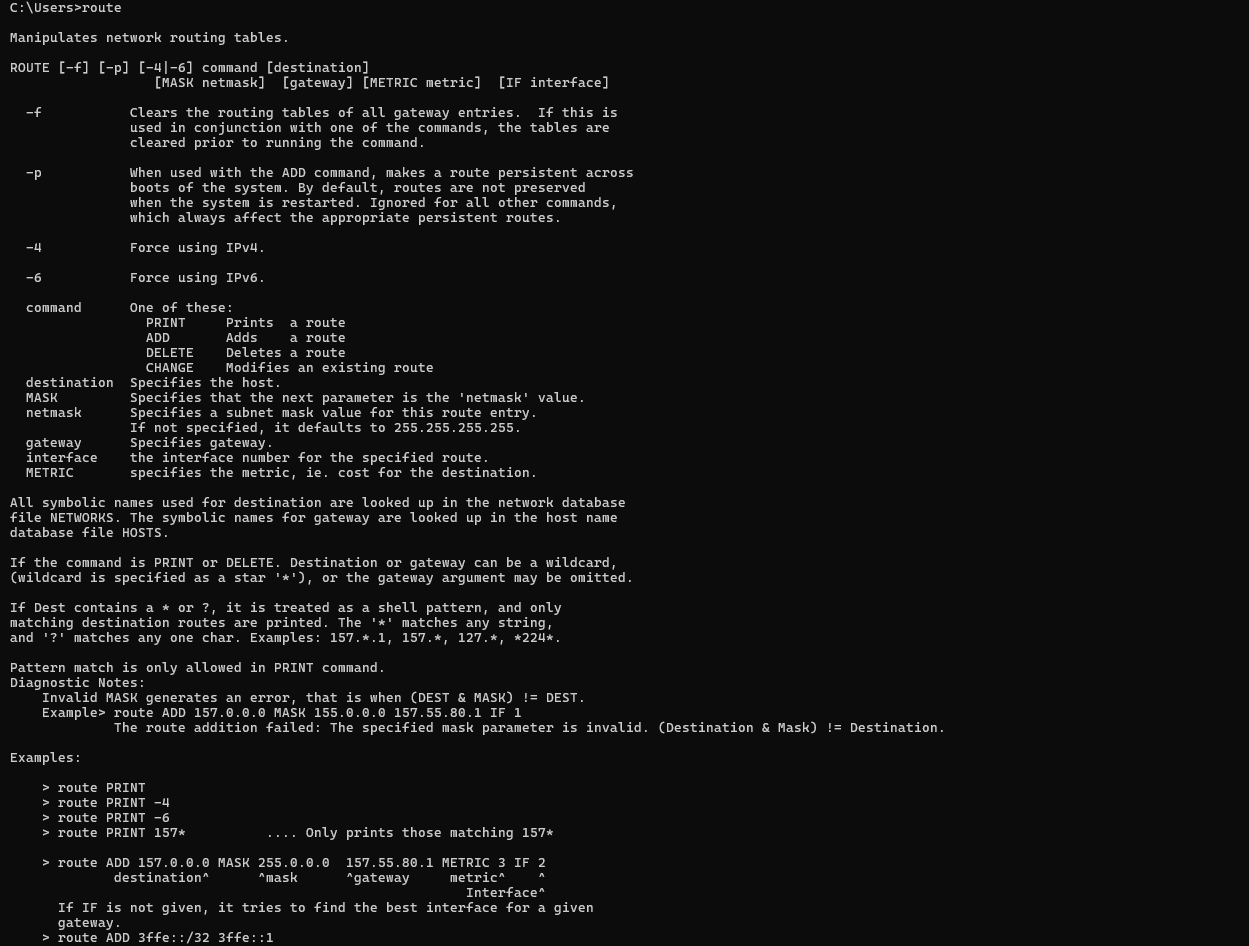 C:\Users>route
Manipulates network routing tables.
ROUTE [-f] [-p] [-4|-6] command [destination]
                  [MASK netmask]  [gateway] [METRIC metric]  [IF interface]
  -f           Clears the routing tables of all gateway entries.  If this is
               used in conjunction with one of the commands, the tables are
               cleared prior to running the command.
  -p           When used with the ADD command, makes a route persistent across
               boots of the system. By default, routes are not preserved
               when the system is restarted. Ignored for all other commands,
               which always affect the appropriate persistent routes.
  -4           Force using IPv4.
  -6           Force using IPv6.
  command      One of these:
                 PRINT     Prints  a route
                 ADD       Adds    a route
                 DELETE    Deletes a route
                 CHANGE    Modifies an existing route
  destination  Specifies the host.
  MASK         Specifies that the next parameter is the 'netmask' value.
  netmask      Specifies a subnet mask value for this route entry.
               If not specified, it defaults to 255.255.255.255.
  gateway      Specifies gateway.
  interface    the interface number for the specified route.
  METRIC       specifies the metric, ie. cost for the destination.
All symbolic names used for destination are looked up in the network database
file NETWORKS. The symbolic names for gateway are looked up in the host name
database file HOSTS.
If the command is PRINT or DELETE. Destination or gateway can be a wildcard,
(wildcard is specified as a star '*'), or the gateway argument may be omitted.
If Dest contains a * or ?, it is treated as a shell pattern, and only
matching destination routes are printed. The '*' matches any string,
and '?' matches any one char. Examples: 157.*.1, 157.*, 127.*, *224*.
Pattern match is only allowed in PRINT command.
Diagnostic Notes:
    Invalid MASK generates an error, that is when (DEST & MASK) != DEST.
    Example> route ADD 157.0.0.0 MASK 155.0.0.0 157.55.80.1 IF 1
             The route addition failed: The specified mask parameter is invalid. (Destination & Mask) != Destination.
Examples:
    > route PRINT
    > route PRINT -4
    > route PRINT -6
    > route PRINT 157*          .... Only prints those matching 157*
    > route ADD 157.0.0.0 MASK 255.0.0.0  157.55.80.1 METRIC 3 IF 2
             destination^      ^mask      ^gateway     metric^    ^
                                                         Interface^
      If IF is not given, it tries to find the best interface for a given
      gateway.
    > route ADD 3ffe::/32 3ffe::1